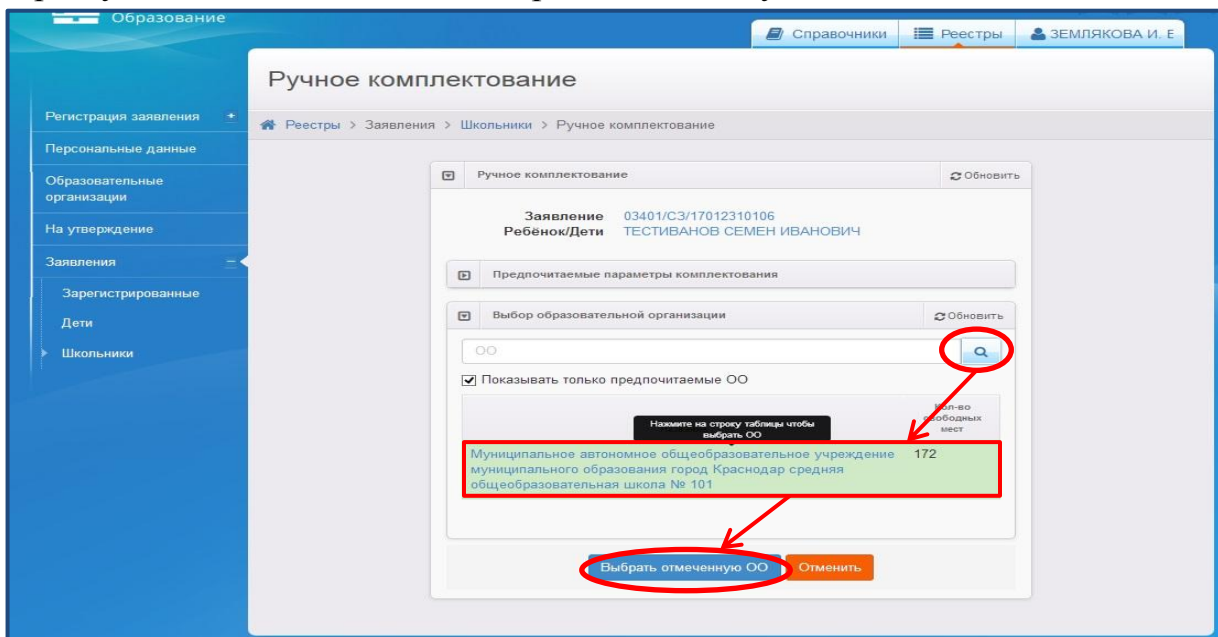 Образование
Справочники
Реестры
ЗЕМЛЯКОВА И. Е
Ручное комплектование
Регистрация заявления
Персональные данные
Образовательные
организации
На утверждение
Заявления
Зарегистрированные
Дети
Школьники
Реестры > Заявления > Школьники > Ручное комплектование
Ручное комплектование
Обновить
Заявление 03401/СЗ/17012310106
Ребёнок/Дети ТЕСТИВАНОВ СЕМЕН ИВАНОВИЧ
Предпочитаемые параметры комплектования
Выбор образовательной организации
Обновить
ОО
Показывать только предпочитаемые ОО
Кол-во
свободных
мест
Нажмите на строку таблицы чтобы
выбрать ОО
Муниципальное автономное общеобразовательное учреждение 172
муниципального образования город Краснодар средняя
общеобразовательная школа № 101
Выбрать отмеченную ОО
Отменить